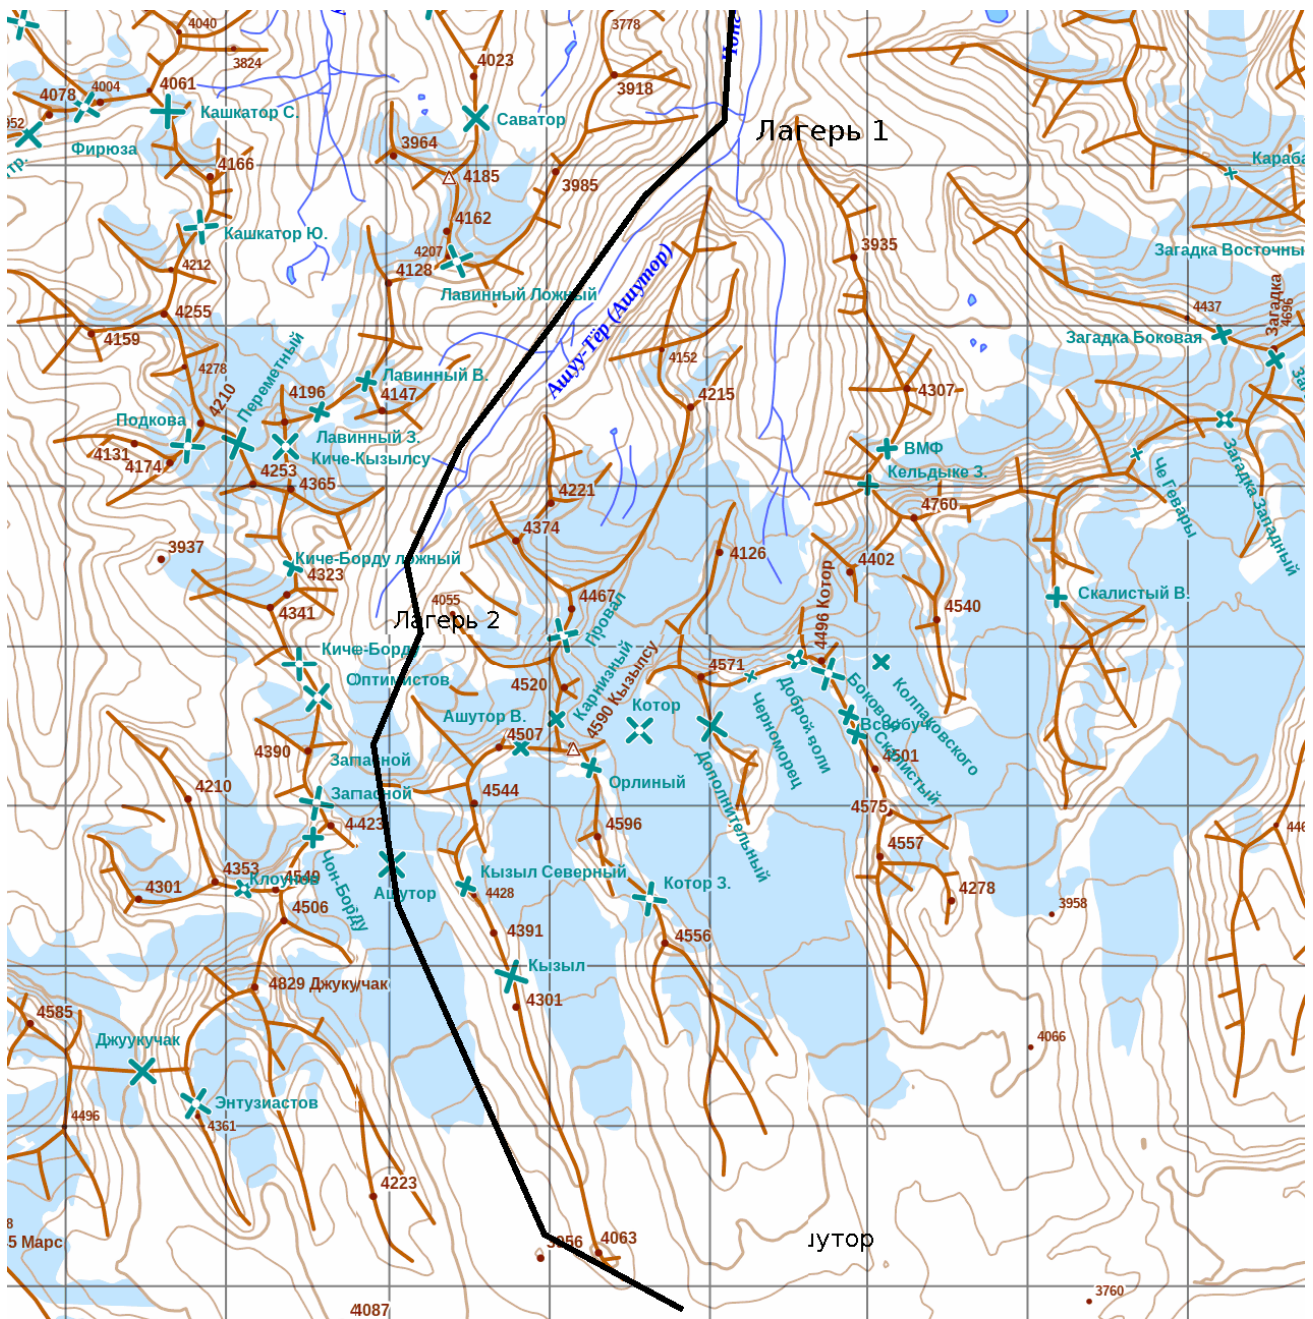 4040
3824
4023
3778
3918
4061
4004
4078
Кашкатор С.
Саватор
Лагерь 1
Фирюза
3964
4185
3985
4166
4162
Караба
Кашкатор Ю.
4207
3935
Загадка Восточны
4212
4128
Лавинный Ложный
4255
4159
Ашуу-Тёр (Ашутор)
4437
Загадка
4696
Загадка Боковая
Переметный
4278
4152
4210
Лавинный В.
4196
4147
4215
4307
Подкова
Лавинный З.
ВМФ
4131
4174
Киче-Кызылсу
Кельдыке З.
Че Гевары
Загадка Западный
4253
4365
4221
4760
4374
3937
Киче-Борду ложный
4126
4402
4323
4341
4055
4467
Провал
4496 Котор
4540
Скалистый В.
Лагерь 2
Киче-Борду
Оптимистов
4520
Карнизный
4590 Кызылсу
4571
Черноморец
Доброй воли
Колпаковского
Ашутор В.
4507
Котор
Всеобуч
4390
Запасной
4501
Скалистый
Орлиный
Дополнительный
4210
Запасной
4544
4575
4423
4596
4557
4353
Клоунов
4549
Чон-Борду
Ашутор
Кызыл Северный
4428
Котор З.
4301
4278
3958
4506
4391
4556
Кызыл
4829 Джукучак
4301
4585
Джуукучак
4066
Энтузиастов
4496
4361
4223
5 Марс
4063
утор
3760
4087